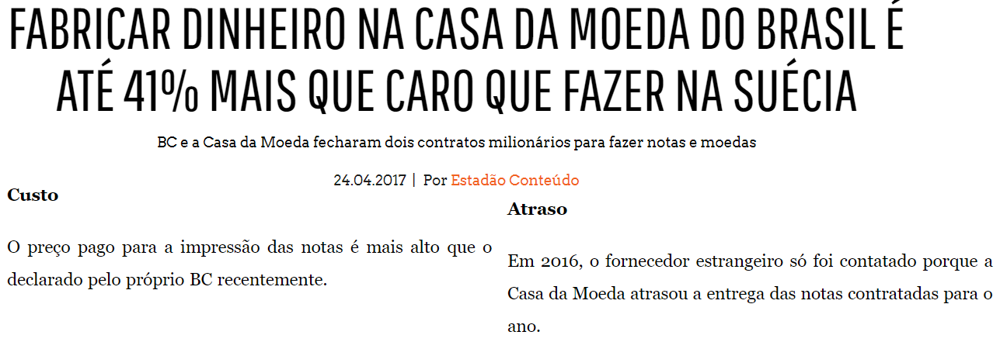 FABRICAR DINHEIRO NA CASA DA MOEDA DO BRASIL É
ATÉ 41% MAIS QUE CARO QUE FAZER NA SUÉCIA
BC e a Casa da Moeda fecharam dois contratos milionários para fazer notas e moedas
24.04.2017 | Por Estadão Conteúdo
Custo
O preço pago para a impressão das notas é mais alto que o
declarado pelo próprio BC recentemente.
Atraso
Em 2016, o fornecedor estrangeiro só foi contatado porque a
Casa da Moeda atrasou a entrega das notas contratadas para o
ano.